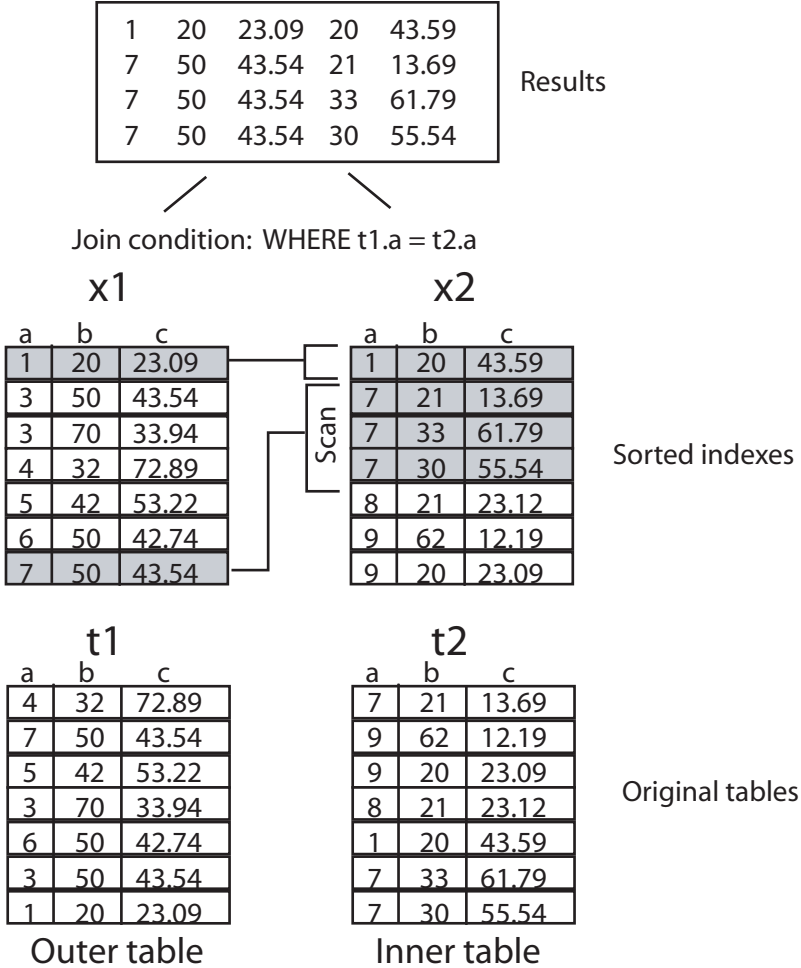 1 20 23.09 20 43.59
7 50 43.54 21 13.69
7 50 43.54 33 61.79
7 50 43.54 30 55.54
Results
Join condition: WHERE t1.a = t2.a
x1
a b c
1 20 23.09
3 50 43.54
3 70 33.94
4 32 72.89
5 42 53.22
6 50 42.74
7 50 43.54
Scan
x2
a b c
1 20 43.59
7 21 13.69
7 33 61.79
7 30 55.54
8 21 23.12
9 62 12.19
9 20 23.09
Sorted indexes
t1
a b c
4 32 72.89
7 50 43.54
5 42 53.22
3 70 33.94
6 50 42.74
3 50 43.54
1 20 23.09
Outer table
t2
a b c
7 21 13.69
9 62 12.19
9 20 23.09
8 21 23.12
1 20 43.59
7 33 61.79
7 30 55.54
Inner table
Original tables